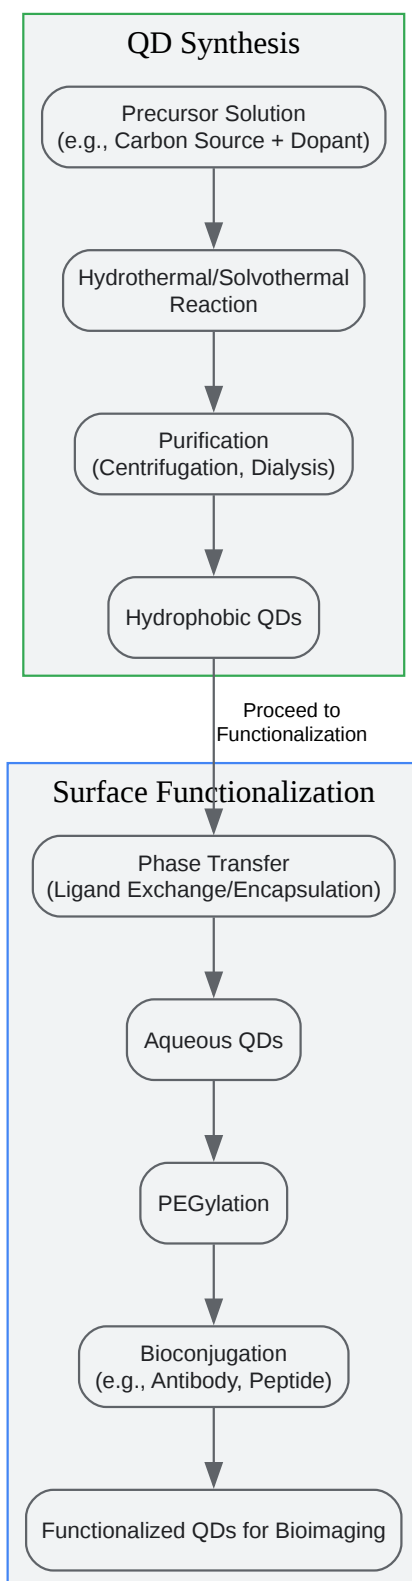 QD Synthesis
Precursor Solution
(e.g., Carbon Source + Dopant)
Hydrothermal/Solvothermal
Reaction
Purification
(Centrifugation, Dialysis)
Hydrophobic QDs
Proceed to
Functionalization
Surface Functionalization
Phase Transfer
(Ligand Exchange/Encapsulation)
Aqueous QDs
PEGylation
Bioconjugation
(e.g., Antibody, Peptide)
Functionalized QDs for Bioimaging